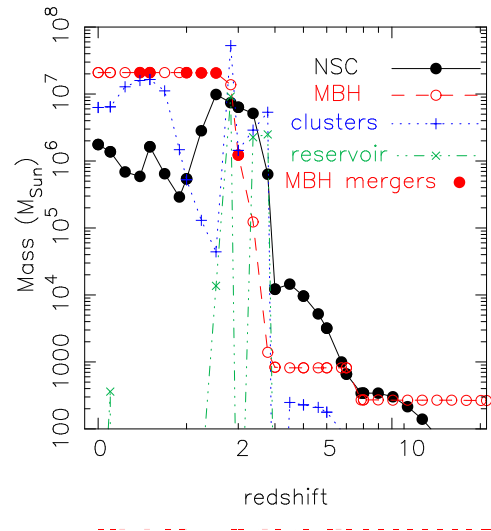 10^8
NSC
MBH
10^7
clusters
reservoir
10^6
MBH mergers
Mass (M_Sun)
10^5
10^4
1000
100
0 2 5 10
redshift